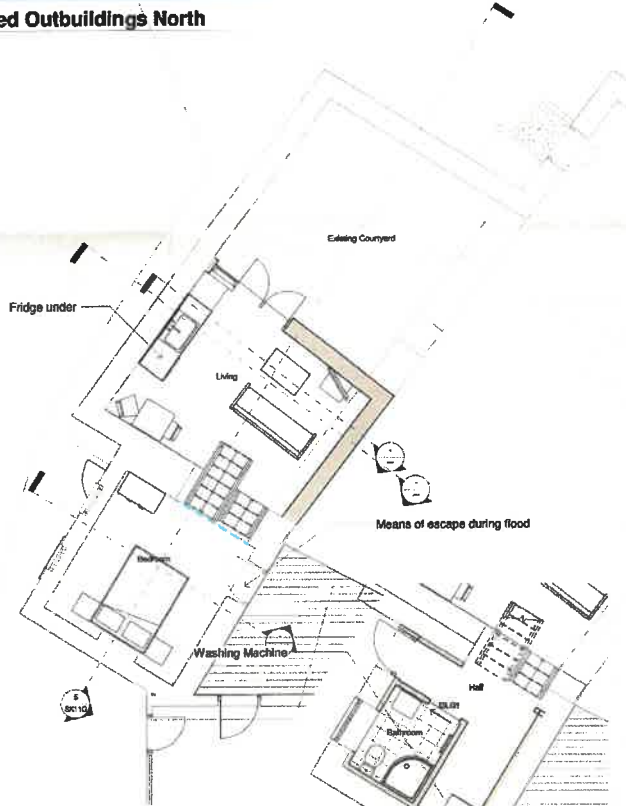 ed Outbuildings North
Existing Courtyard
Fridge under
Living
Means of escape during flood
Bedroom
Washing Machine
Hall
Bathroom